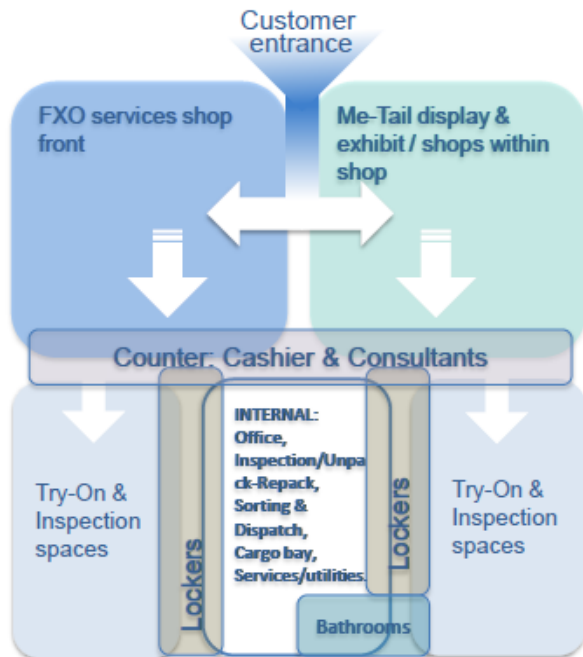 Customer
entrance
FXO services shop
front
Me-Tail display &
exhibit / shops within
shop
Counter: Cashier & Consultants
INTERNAL:
Office,
Inspection/Unpa
ck-Repack,
Sorting &
Dispatch,
Cargo bay,
Services/utilities.
Try-On &
Inspection
spaces
Lockers
Lockers
Try-On &
Inspection
spaces
Bathrooms